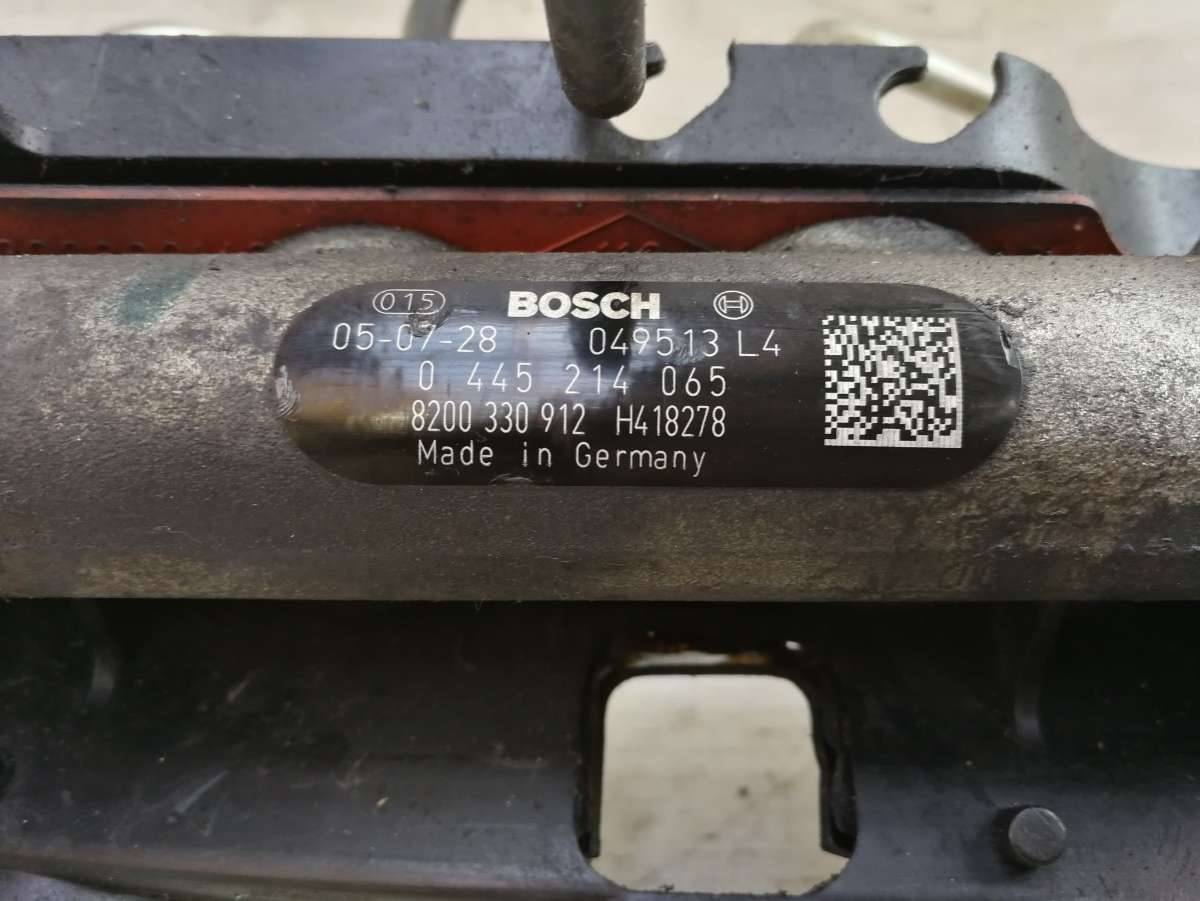 015 BOSCH
05-07-28 049513 L4
0 445 214 065
8200 330 912 H418278
Made in Germany